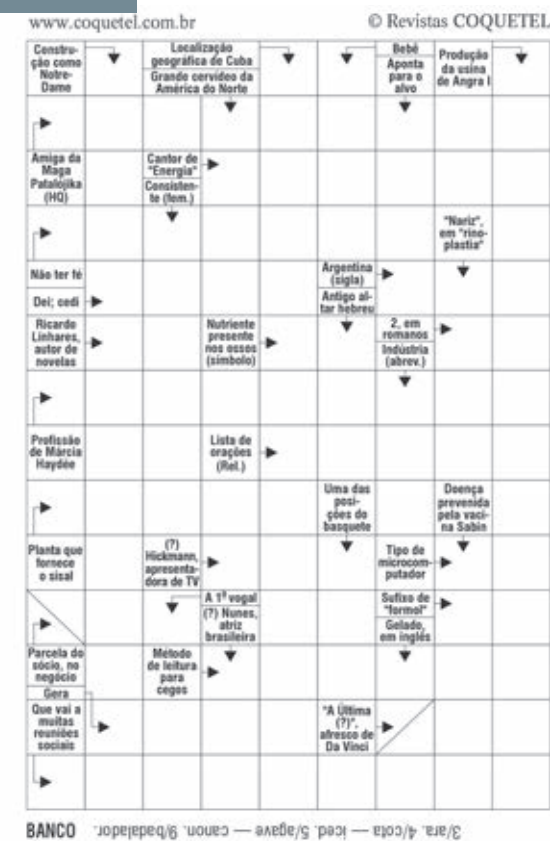 www.coquetel.com.br
© Revistas COQUETEL
Constru-
ção como
Notre-
Dame
Localização
geográfica de Cuba
Grande cervídeo da
América do Norte
Bebê
Aponta
para o
alvo
Produção
da usina
de Angra I
Amiga da
Maga
Patalojika
(HQ)
Cantor de
"Energia"
Consisten-
te (fem.)
"Nariz",
em "rino-
plastia"
Não ter fé
Dei; cedi
Argentina
(sigla)
Antigo al-
tar hebreu
Ricardo
Linhares,
autor de
novelas
Nutriente
presente
nos ossos
(símbolo)
2, em
romanos
Indústria
(abrev.)
Profissão
de Márcia
Haydée
Lista de
orações
(Rel.)
Uma das
posi-
ções do
basquete
Doença
prevenida
pela vaci-
na Sabin
Planta que
fornece
o sisal
(?)
Hickmann,
apresenta-
dora de TV
Tipo de
microcom-
putador
A 1ª vogal
(?) Nunes,
atriz
brasileira
Sufixo de
"formol"
Gelado,
em inglês
Parcela do
sócio, no
negócio
Gera
Método
de leitura
para
cegos
Que vai a
muitas
reuniões
sociais
"A Última
(?)",
afresco de
Da Vinci
BANCO
3/ara. 4/cota — iced. 5/agave — canon. 9/badalador.